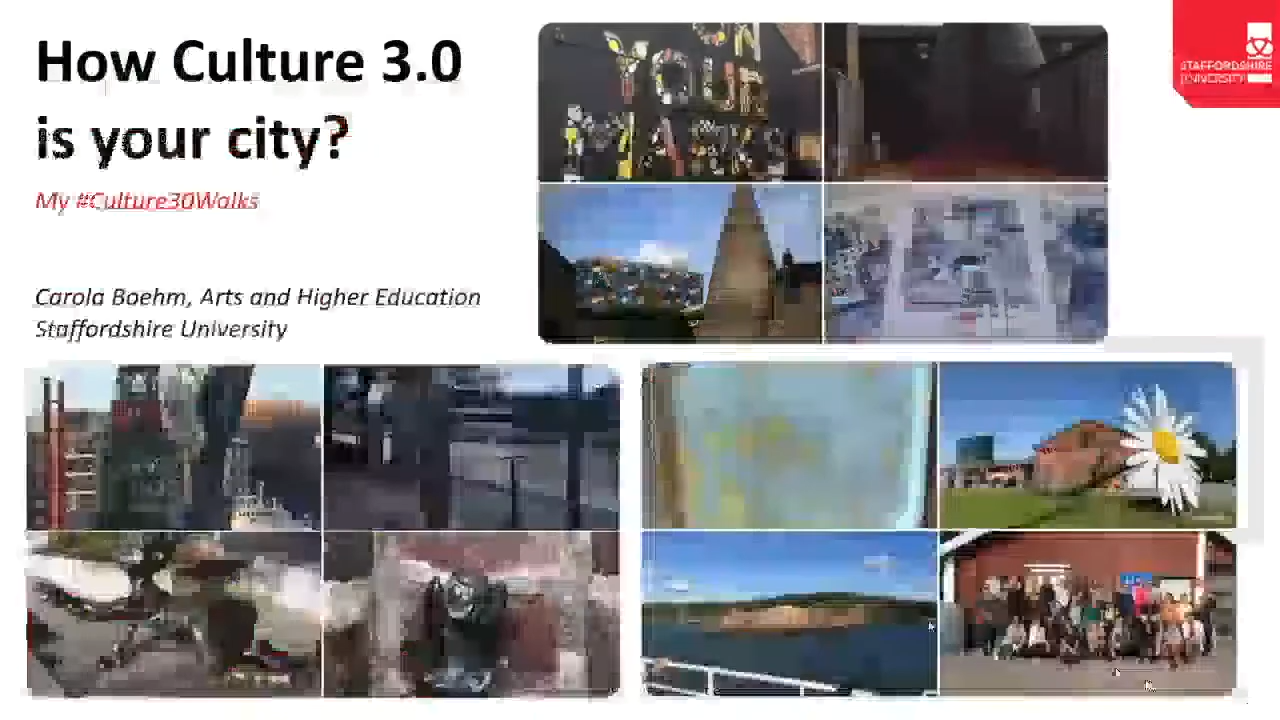 How Culture 3.0
is your city?
My #Culture30Walks
Carola Boehm, Arts and Higher Education
Staffordshire University
STAFFORDSHIRE
UNIVERSITY
YOUR